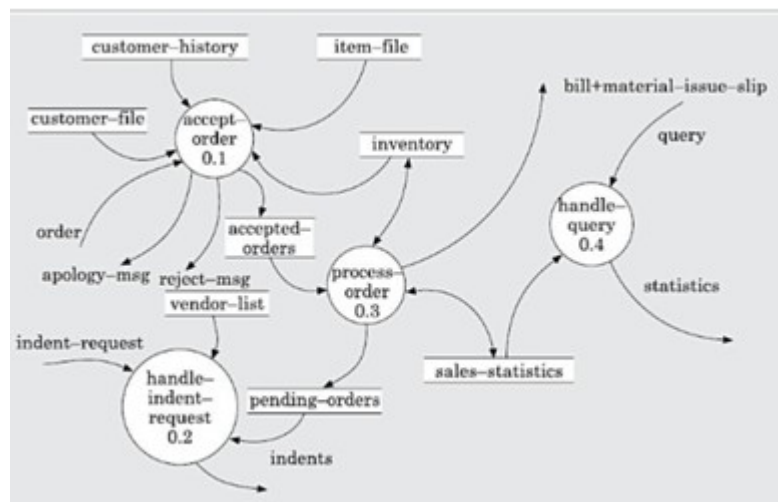 customer–history
item–file
customer–file
accept–
order
0.1
inventory
bill+material–issue–slip
query
handle–
query
0.4
order
accepted–
orders
apology–msg
reject–msg
vendor–list
process–
order
0.3
statistics
indent–request
handle–
indent–
request
0.2
pending–orders
sales–statistics
indents